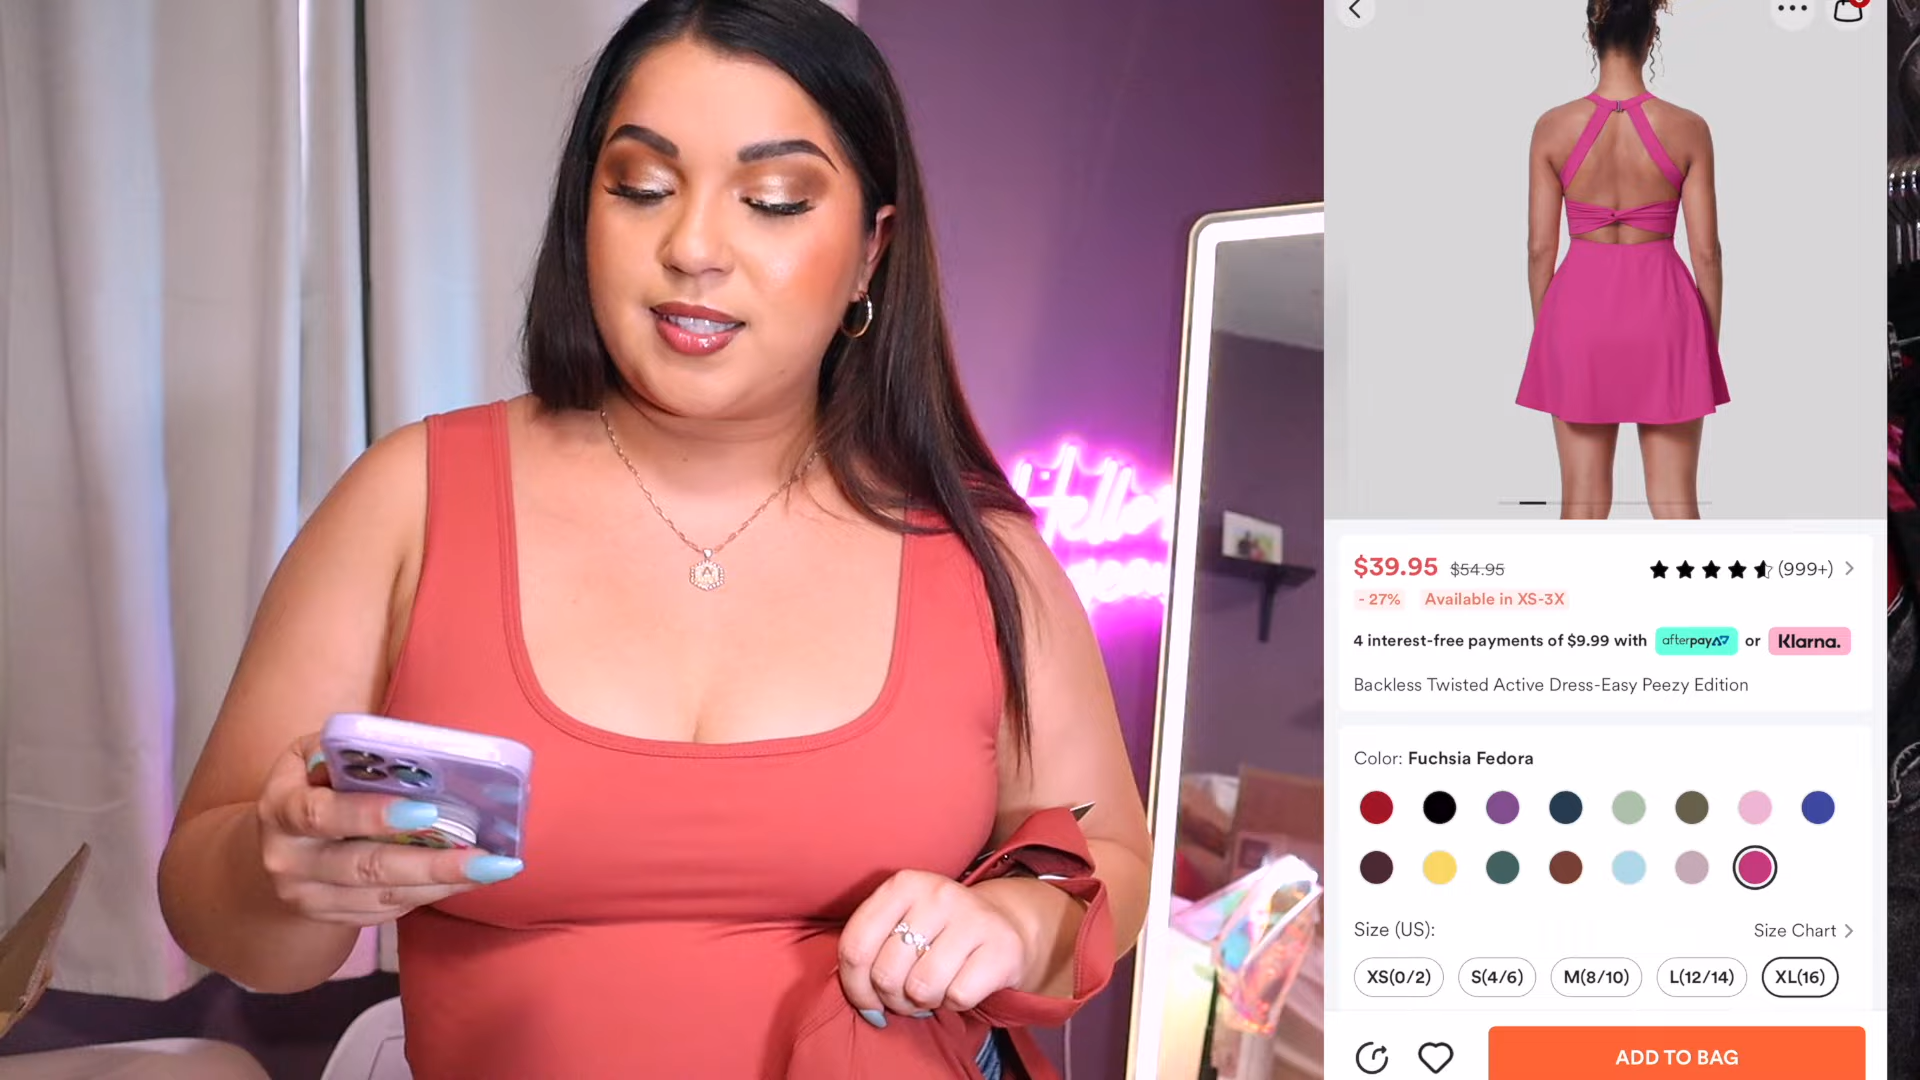 Hello
A
$39.95 $54.95 (999+)
- 27% Available in XS-3X
4 interest-free payments of $9.99 with afterpay or Klarna.
Backless Twisted Active Dress-Easy Peezy Edition
Color: Fuchsia Fedora
Size (US): Size Chart
XS(0/2) S(4/6) M(8/10) L(12/14) XL(16)
ADD TO BAG